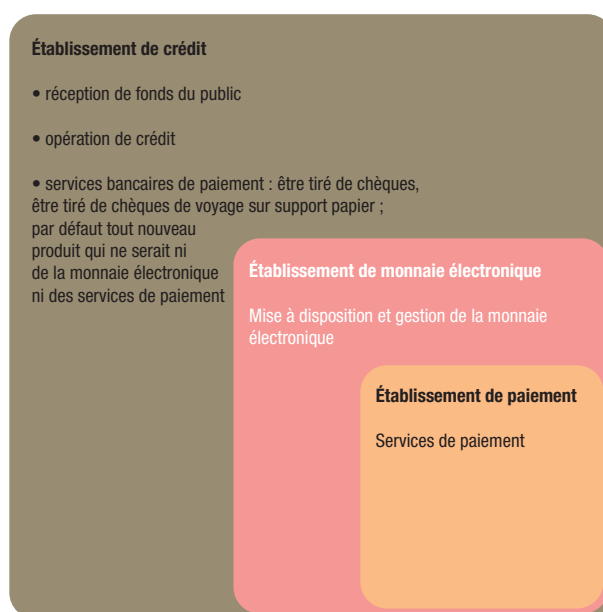 Établissement de crédit
• réception de fonds du public
• opération de crédit
• services bancaires de paiement : être tiré de chèques,
être tiré de chèques de voyage sur support papier ;
par défaut tout nouveau
produit qui ne serait ni
de la monnaie électronique
ni des services de paiement
Établissement de monnaie électronique
Mise à disposition et gestion de la monnaie
électronique
Établissement de paiement
Services de paiement